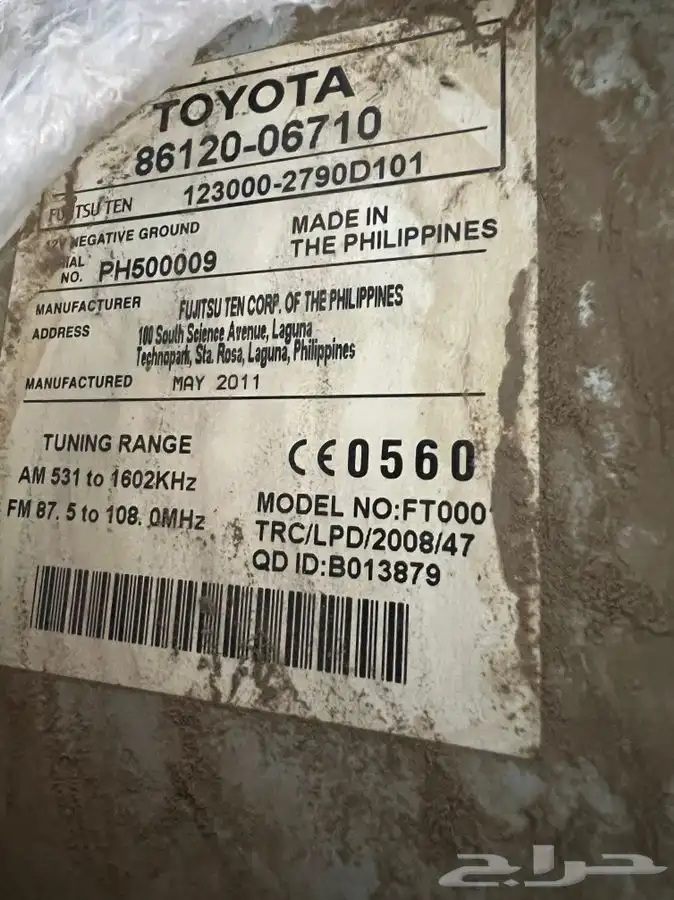 TOYOTA
86120-06710
FUJITSU TEN 123000-2790D101
12V NEGATIVE GROUND
SERIAL NO. PH500009
MADE IN
THE PHILIPPINES
MANUFACTURER FUJITSU TEN CORP. OF THE PHILIPPINES
ADDRESS 100 South Science Avenue, Laguna
Technopark, Sta. Rosa, Laguna, Philippines
MANUFACTURED MAY 2011
TUNING RANGE
AM 531 to 1602KHz
FM 87.5 to 108.0MHz
CE0560
MODEL NO:FT000
TRC/LPD/2008/47
QD ID:B013879
حراج